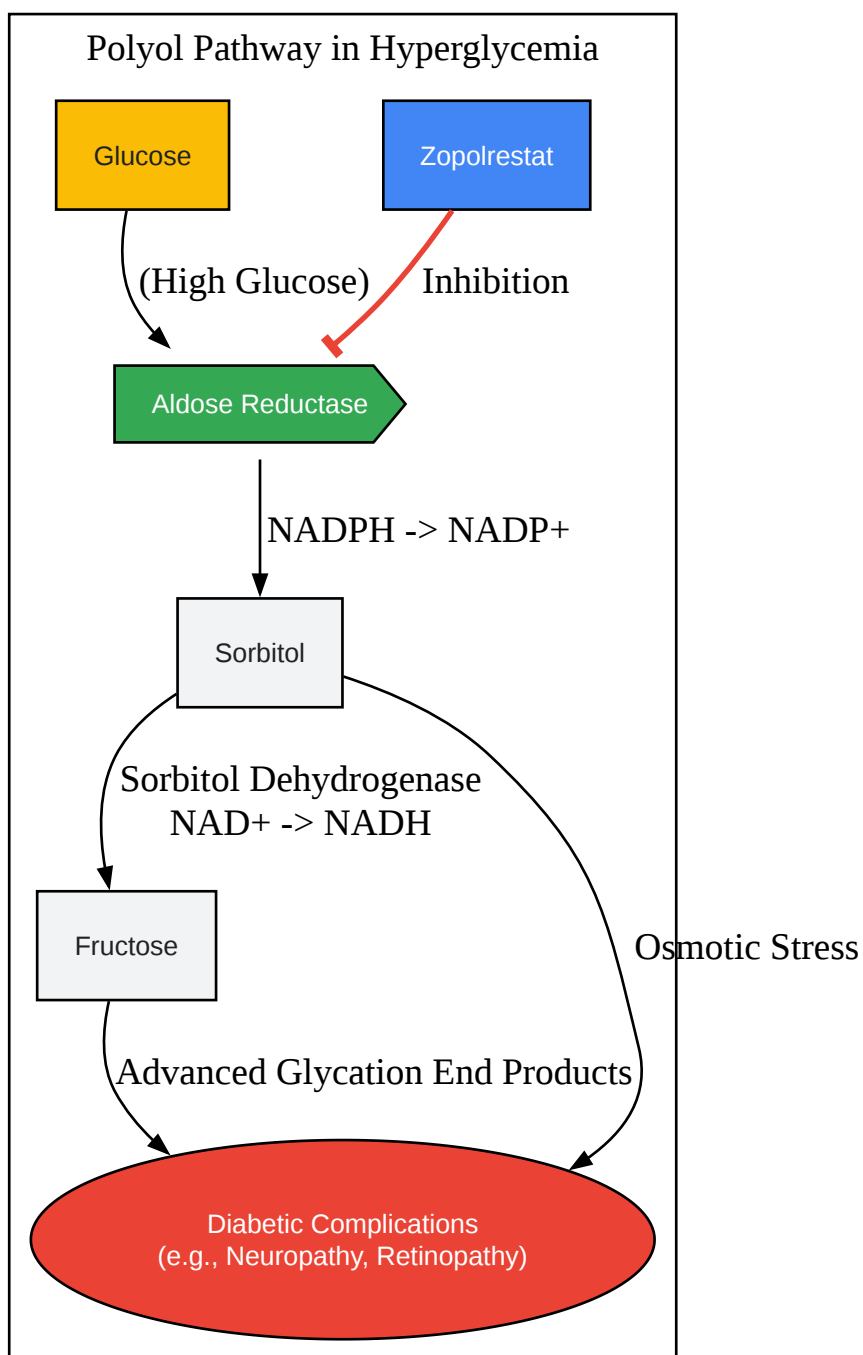 Polyol Pathway in Hyperglycemia
Glucose
Zopolrestat
(High Glucose)
Inhibition
Aldose Reductase
NADPH -> NADP+
Sorbitol
Sorbitol Dehydrogenase
NAD+ -> NADH
Fructose
Osmotic Stress
Advanced Glycation End Products
Diabetic Complications
(e.g., Neuropathy, Retinopathy)